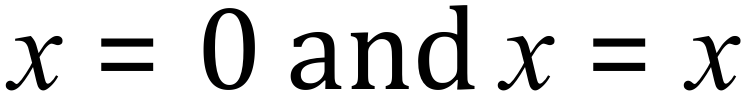 x = 0 and x = x